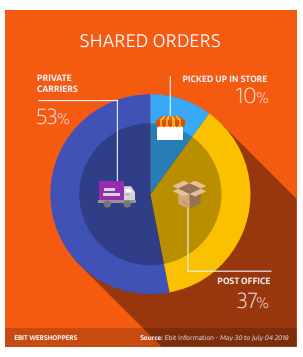 SHARED ORDERS
PRIVATE
CARRIERS
53%
PICKED UP IN STORE
10%
POST OFFICE
37%
EBIT WEBSHOPPERS
Source: Ebit Information - May 30 to July 04 2018